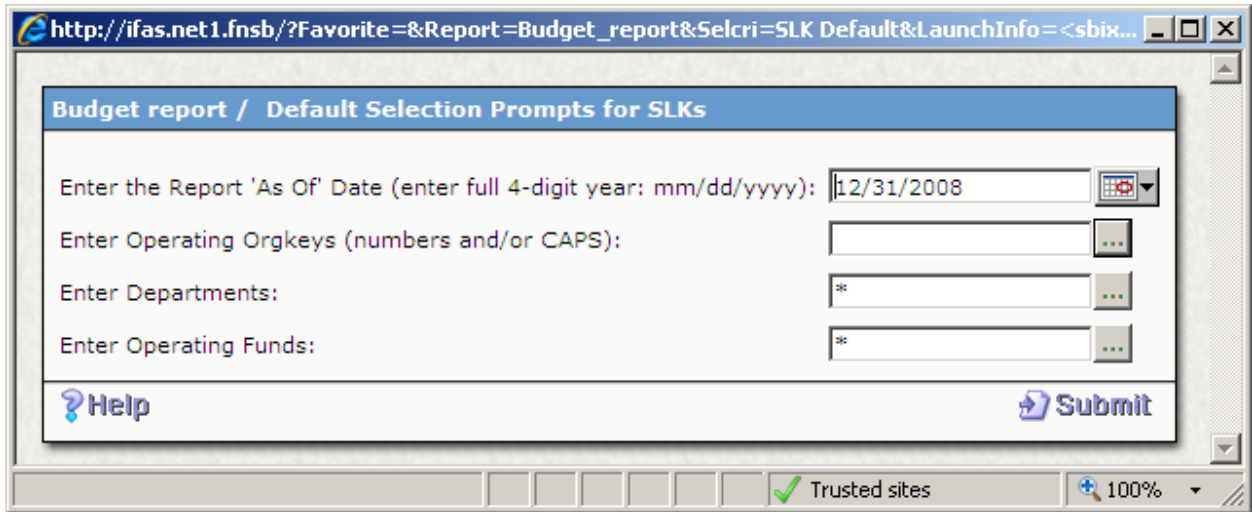 http://ifas.net1.fnsb/?Favorite=&Report=Budget_report&Selcri=SLK Default&LaunchInfo=<sbix...
Budget report / Default Selection Prompts for SLKs
Enter the Report 'As Of' Date (enter full 4-digit year: mm/dd/yyyy): 12/31/2008
Enter Operating Orgkeys (numbers and/or CAPS): ...
Enter Departments: * ...
Enter Operating Funds: * ...
?Help Submit
Trusted sites 100%